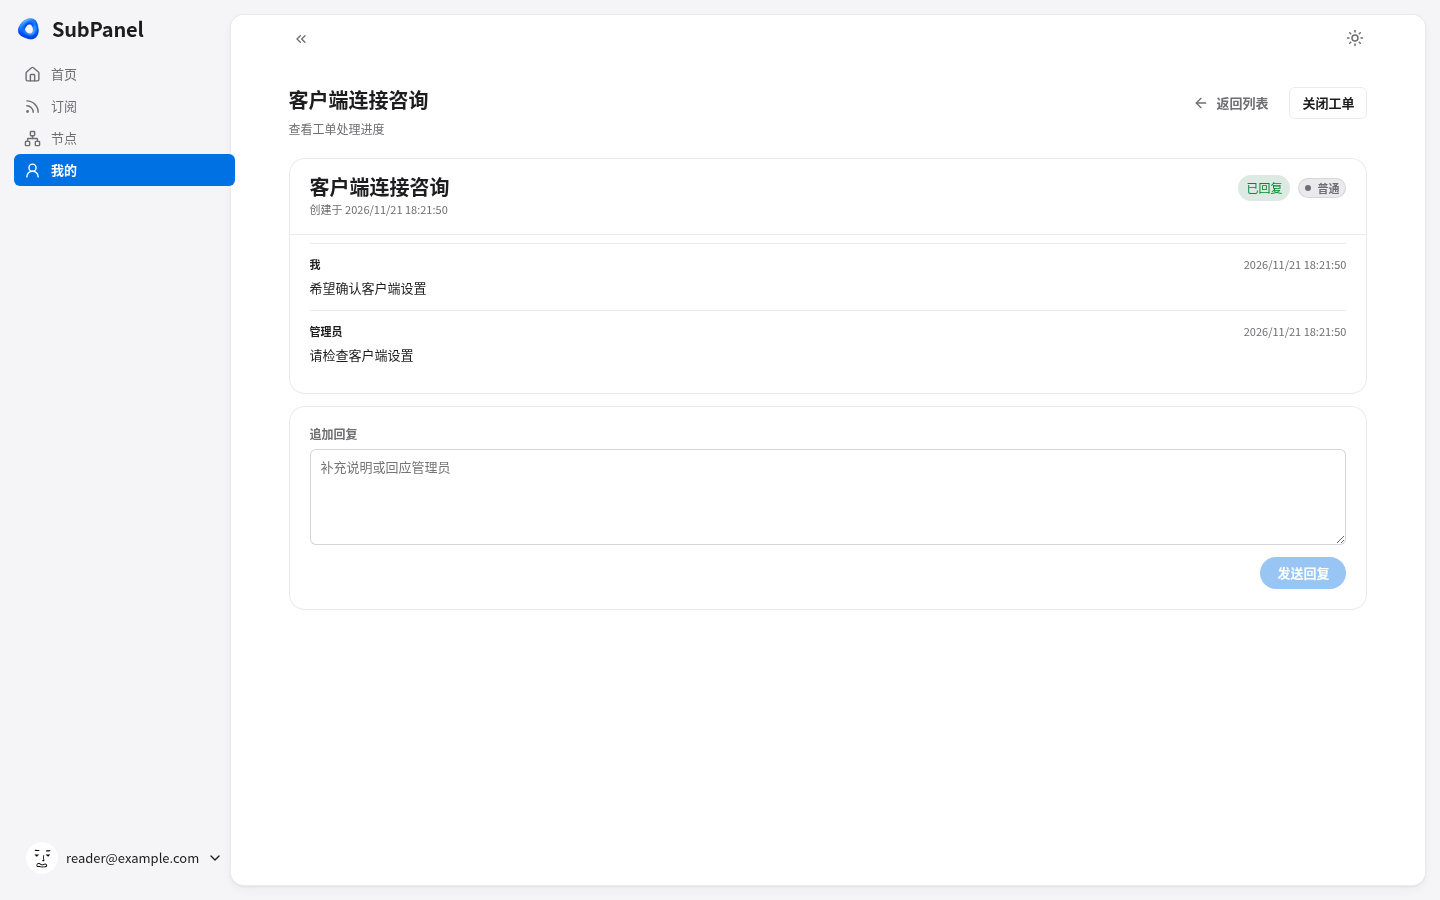 SubPanel
首页
订阅
节点
我的
客户端连接咨询
查看工单处理进度
返回列表
关闭工单
客户端连接咨询
创建于 2026/11/21 18:21:50
已回复
普通
我
2026/11/21 18:21:50
希望确认客户端设置
管理员
2026/11/21 18:21:50
请检查客户端设置
追加回复
补充说明或回应管理员
发送回复
reader@example.com